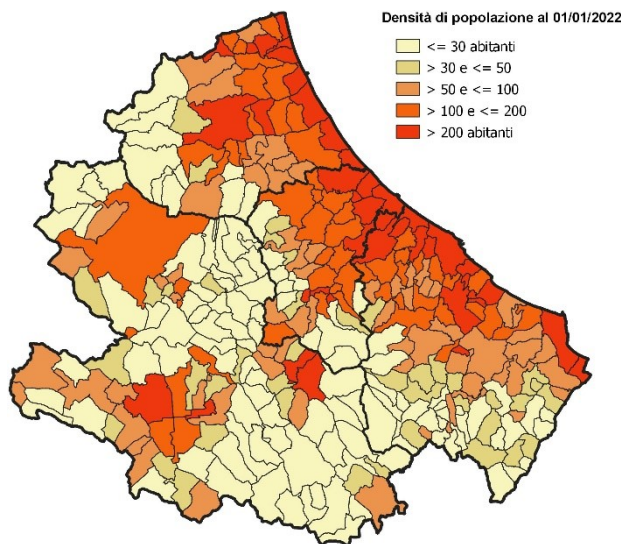 Densità di popolazione al 01/01/2022
<= 30 abitanti
> 30 e <= 50
> 50 e <= 100
> 100 e <= 200
> 200 abitanti